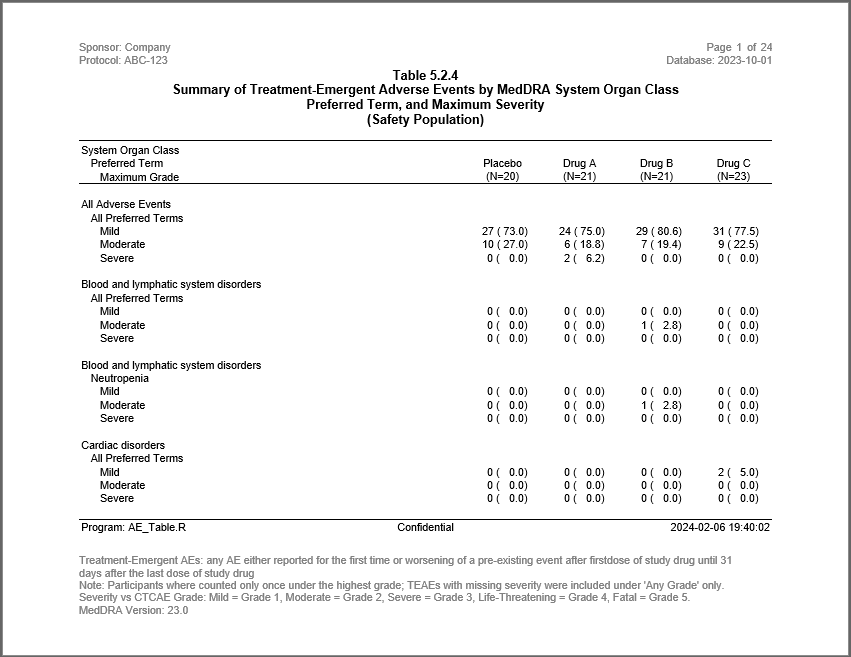 Sponsor: Company Page 1 of 24
Protocol: ABC-123 Database: 2023-10-01
Table 5.2.4
Summary of Treatment-Emergent Adverse Events by MedDRA System Organ Class
Preferred Term, and Maximum Severity
(Safety Population)
System Organ Class
Preferred Term Placebo Drug A Drug B Drug C
Maximum Grade (N=20) (N=21) (N=21) (N=23)
All Adverse Events
All Preferred Terms
Mild 27 ( 73.0) 24 ( 75.0) 29 ( 80.6) 31 ( 77.5)
Moderate 10 ( 27.0) 6 ( 18.8) 7 ( 19.4) 9 ( 22.5)
Severe 0 ( 0.0) 2 ( 6.2) 0 ( 0.0) 0 ( 0.0)
Blood and lymphatic system disorders
All Preferred Terms
Mild 0 ( 0.0) 0 ( 0.0) 0 ( 0.0) 0 ( 0.0)
Moderate 0 ( 0.0) 0 ( 0.0) 1 ( 2.8) 0 ( 0.0)
Severe 0 ( 0.0) 0 ( 0.0) 0 ( 0.0) 0 ( 0.0)
Blood and lymphatic system disorders
Neutropenia
Mild 0 ( 0.0) 0 ( 0.0) 0 ( 0.0) 0 ( 0.0)
Moderate 0 ( 0.0) 0 ( 0.0) 1 ( 2.8) 0 ( 0.0)
Severe 0 ( 0.0) 0 ( 0.0) 0 ( 0.0) 0 ( 0.0)
Cardiac disorders
All Preferred Terms
Mild 0 ( 0.0) 0 ( 0.0) 0 ( 0.0) 2 ( 5.0)
Moderate 0 ( 0.0) 0 ( 0.0) 0 ( 0.0) 0 ( 0.0)
Severe 0 ( 0.0) 0 ( 0.0) 0 ( 0.0) 0 ( 0.0)
Program: AE_Table.R Confidential 2024-02-06 19:40:02
Treatment-Emergent AEs: any AE either reported for the first time or worsening of a pre-existing event after firstdose of study drug until 31
days after the last dose of study drug
Note: Participants where counted only once under the highest grade; TEAEs with missing severity were included under 'Any Grade' only.
Severity vs CTCAE Grade: Mild = Grade 1, Moderate = Grade 2, Severe = Grade 3, Life-Threatening = Grade 4, Fatal = Grade 5.
MedDRA Version: 23.0